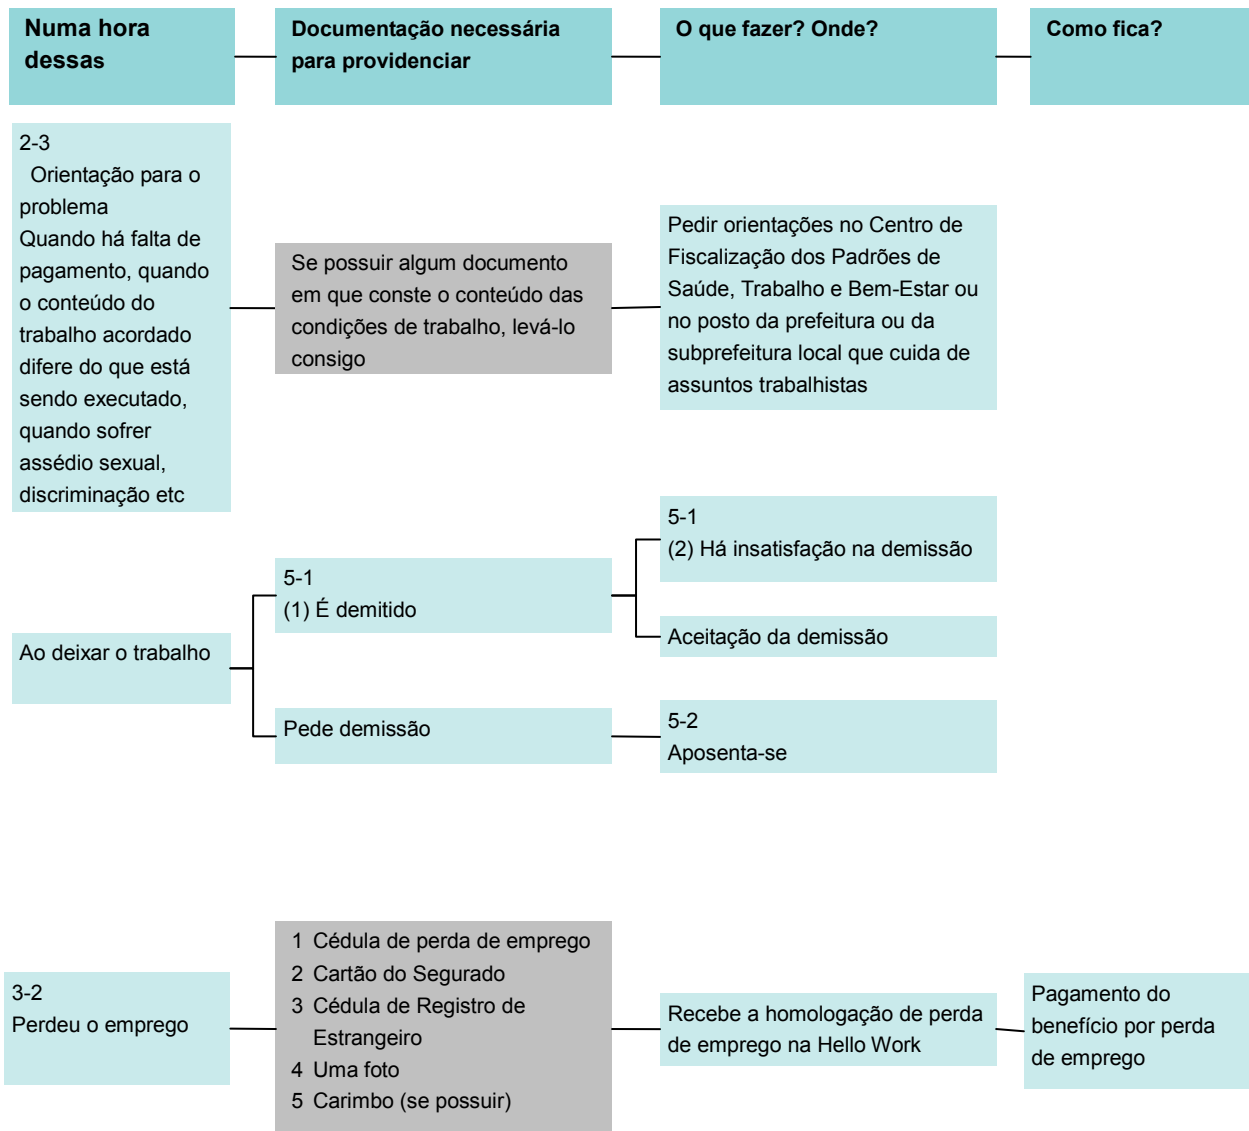 Numa hora
dessas
Documentação necessária
para providenciar
O que fazer? Onde?
Como fica?
2-3
Orientação para o
problema
Quando há falta de
pagamento, quando
o conteúdo do
trabalho acordado
difere do que está
sendo executado,
quando sofrer
assédio sexual,
discriminação etc
Se possuir algum documento
em que conste o conteúdo das
condições de trabalho, levá-lo
consigo
Pedir orientações no Centro de
Fiscalização dos Padrões de
Saúde, Trabalho e Bem-Estar ou
no posto da prefeitura ou da
subprefeitura local que cuida de
assuntos trabalhistas
Ao deixar o trabalho
5-1
(1) É demitido
5-1
(2) Há insatisfação na demissão
Aceitação da demissão
Pede demissão
5-2
Aposenta-se
3-2
Perdeu o emprego
1 Cédula de perda de emprego
2 Cartão do Segurado
3 Cédula de Registro de
Estrangeiro
4 Uma foto
5 Carimbo (se possuir)
Recebe a homologação de perda
de emprego na Hello Work
Pagamento do
benefício por perda
de emprego